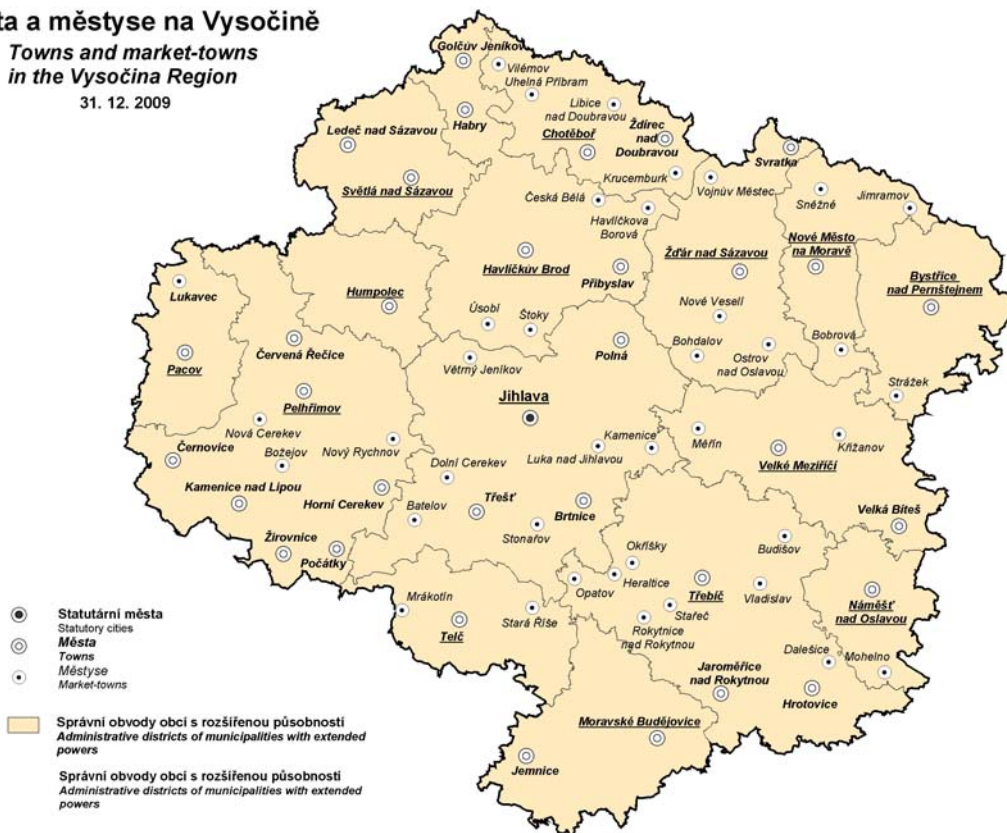 ta a městyse na Vysočině
Towns and market-towns
in the Vysočina Region
31. 12. 2009
Golčův Jeníkov
Vilémov
Uhelná Příbram
Habry
Libice
nad Doubravou
Ledeč nad Sázavou
Chotěboř
Ždírec
nad
Doubravou
Svratka
Světlá nad Sázavou
Krucemburk
Vojnův Městec
Česká Bělá
Sněžné
Jimramov
Havlíčkova
Borová
Havlíčkův Brod
Přibyslav
Žďár nad Sázavou
Nové Město
na Moravě
Bystřice
nad Pernštejnem
Lukavec
Humpolec
Úsobí
Štoky
Nové Veselí
Bohdalov
Ostrov
nad Oslavou
Bobrová
Červená Řečice
Větrný Jeníkov
Polná
Pacov
Strážek
Pelhřimov
Jihlava
Nová Cerekev
Černovice
Božejov
Nový Rychnov
Kamenice
Luka nad Jihlavou
Měřín
Křižanov
Velké Meziříčí
Dolní Cerekev
Kamenice nad Lipou
Horní Cerekev
Třešť
Batelov
Brtnice
Stonařov
Velká Bíteš
Žirovnice
Počátky
Okříšky
Budišov
Heraltice
Opatov
Třebíč
Vladislav
Náměšť
nad Oslavou
Mrákotín
Telč
Stará Říše
Stařeč
Rokytnice
nad Rokytnou
Jaroměřice
nad Rokytnou
Dalešice
Mohelno
Hrotovice
Moravské Budějovice
Jemnice
Statutární města
Statutory cities
Města
Towns
Městyse
Market-towns
Správní obvody obcí s rozšířenou působností
Administrative districts of municipalities with extended
powers
Správní obvody obcí s rozšířenou působností
Administrative districts of municipalities with extended
powers